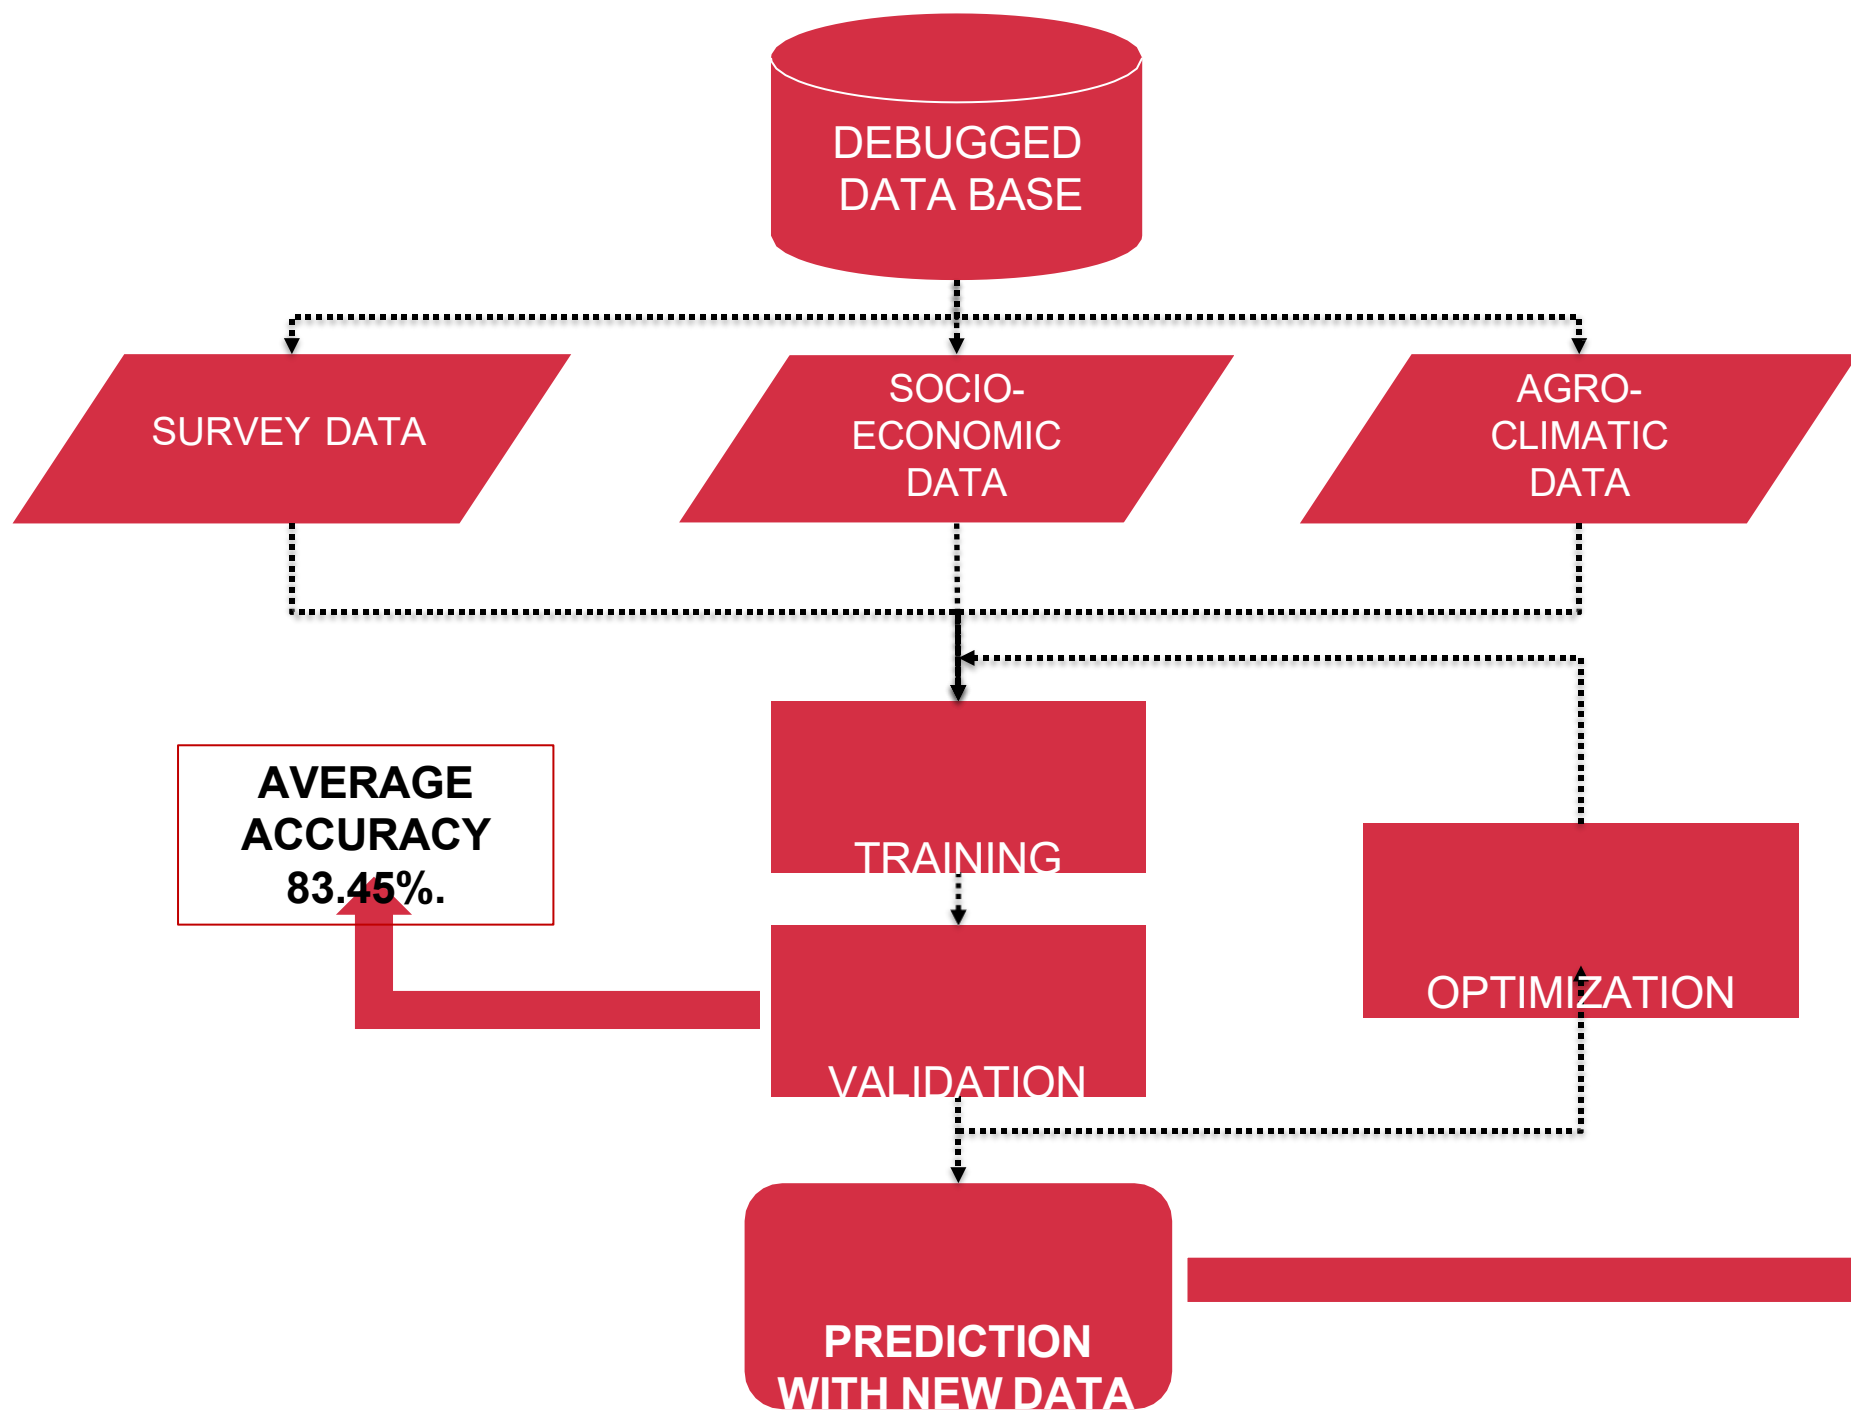 DEBUGGED
DATA BASE
SURVEY DATA
SOCIO-
ECONOMIC
DATA
AGRO-
CLIMATIC
DATA
AVERAGE
ACCURACY
83.45%.
TRAINING
OPTIMIZATION
VALIDATION
PREDICTION
WITH NEW DATA